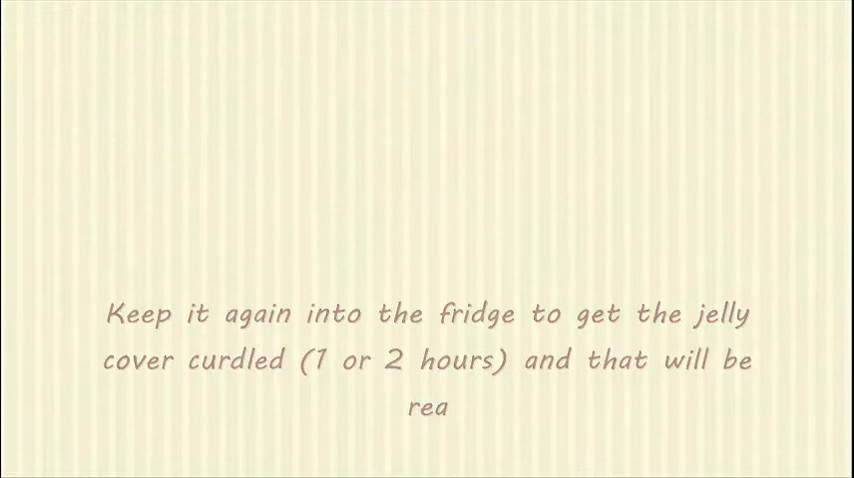 Keep it again into the fridge to get the jelly
cover curdled (1 or 2 hours) and that will be
rea